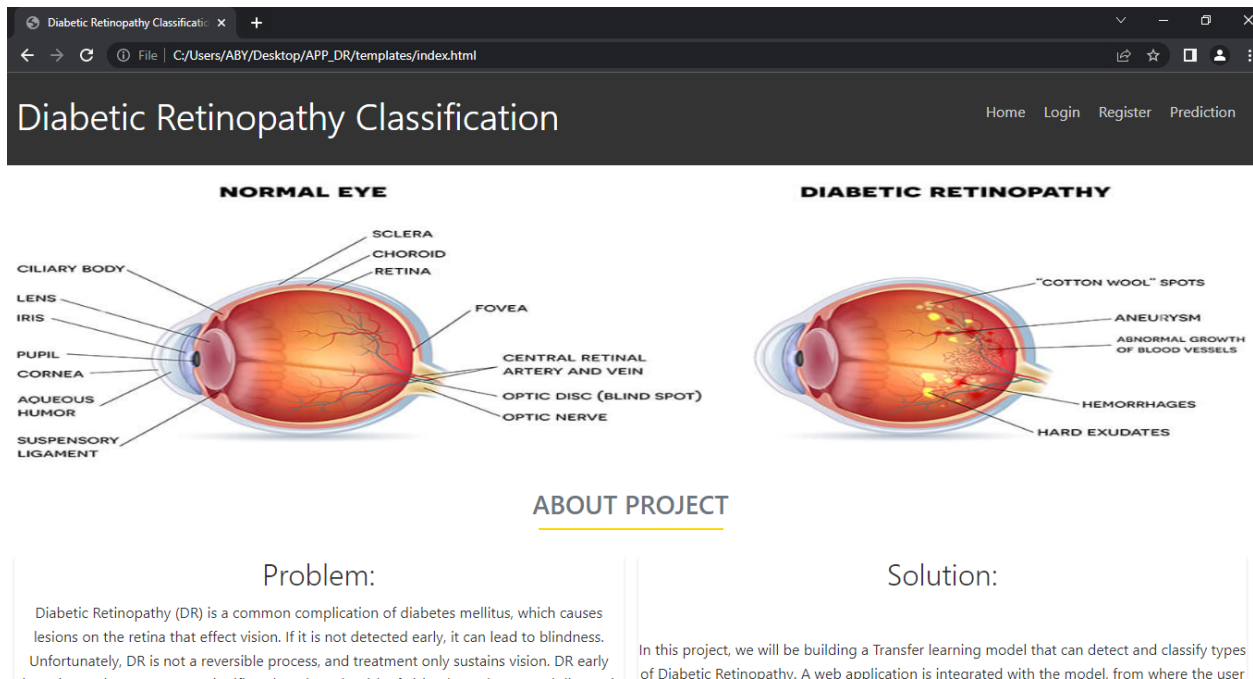 Diabetic Retinopathy Classificatic
File
C:/Users/ABY/Desktop/APP_DR/templates/index.html
Diabetic Retinopathy Classification
Home Login Register Prediction
NORMAL EYE
SCLERA
CHOROID
RETINA
CILIARY BODY
LENS
IRIS
FOVEA
PUPIL
CORNEA
CENTRAL RETINAL
ARTERY AND VEIN
AQUEOUS
HUMOR
OPTIC DISC (BLIND SPOT)
OPTIC NERVE
SUSPENSORY
LIGAMENT
DIABETIC RETINOPATHY
"COTTON WOOL" SPOTS
ANEURYSM
ABNORMAL GROWTH
OF BLOOD VESSELS
HEMORRHAGES
HARD EXUDATES
ABOUT PROJECT
Problem:
Diabetic Retinopathy (DR) is a common complication of diabetes mellitus, which causes
lesions on the retina that effect vision. If it is not detected early, it can lead to blindness.
Unfortunately, DR is not a reversible process, and treatment only sustains vision. DR early
Solution:
In this project, we will be building a Transfer learning model that can detect and classify types
of Diabetic Retinopathy. A web application is integrated with the model, from where the user